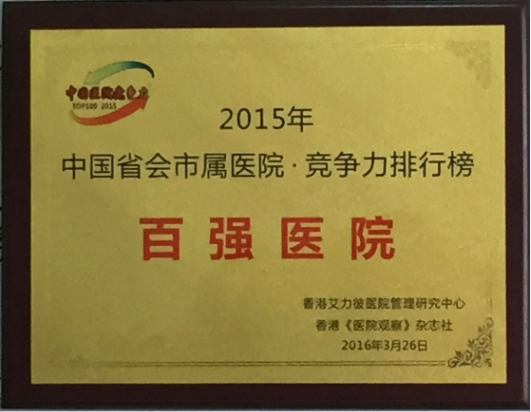 TOP100 2015
2015年
中国省会市属医院·竞争力排行榜
百强医院
香港艾力彼医院管理研究中心
香港《医院观察》杂志社
2016年3月26日